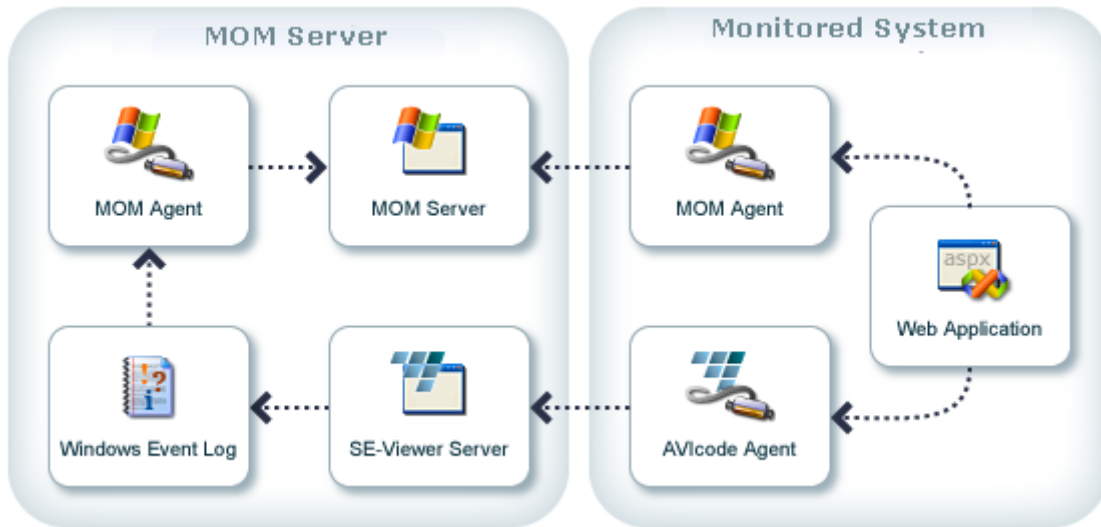 MOM Server
Monitored System
MOM Agent
MOM Server
MOM Agent
aspx
Web Application
Windows Event Log
SE-Viewer Server
AVIcode Agent